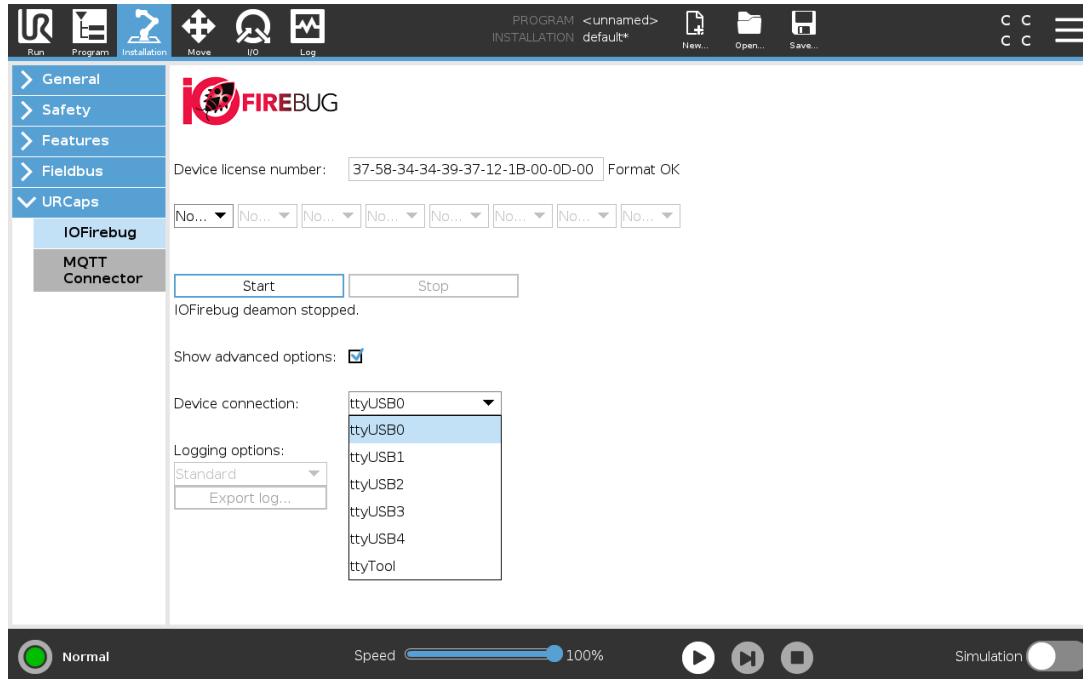 PROGRAM <unnamed>
INSTALLATION default*
Run Program Installation Move I/O Log New... Open... Save... C C
C C
General
Safety
Features
Fieldbus
URCaps
IOFirebug
MQTT
Connector
iO FIREBUG
Device license number: 37-58-34-34-39-37-12-1B-00-0D-00 Format OK
No... No... No... No... No... No... No... No...
Start Stop
IOFirebug deamon stopped.
Show advanced options:
Device connection: ttyUSB0
ttyUSB0
ttyUSB1
ttyUSB2
ttyUSB3
ttyUSB4
ttyTool
Logging options:
Standard
Export log...
Normal Speed 100% Simulation